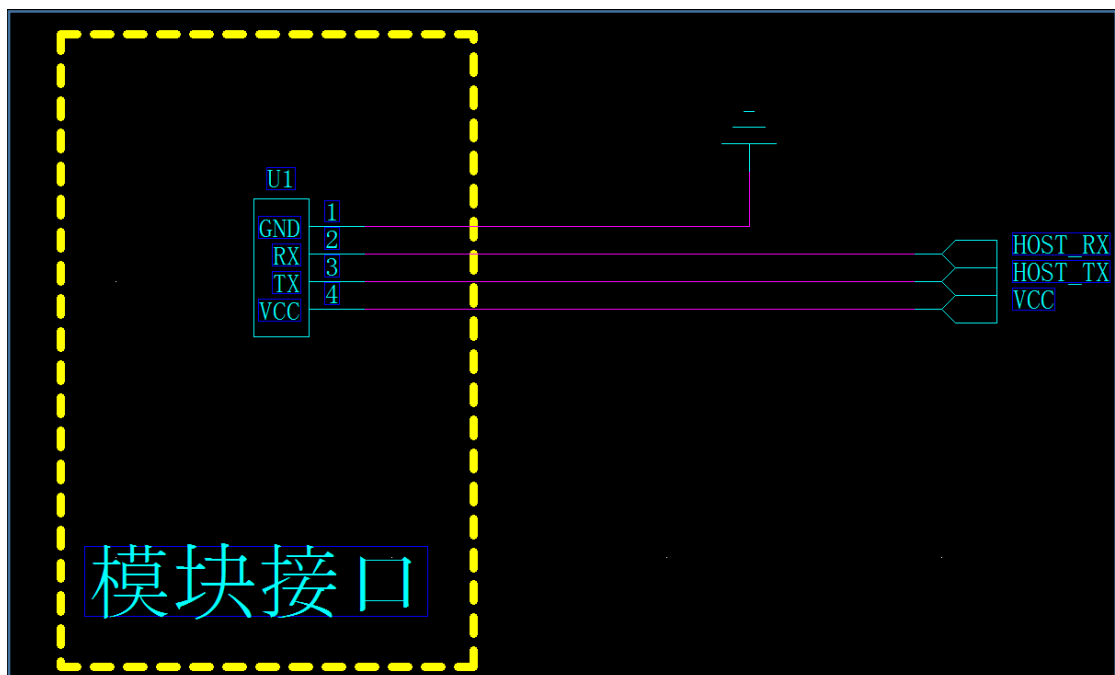 U1
GND 1
RX 2
TX 3
VCC 4
HOST_RX
HOST_TX
VCC
模块接口